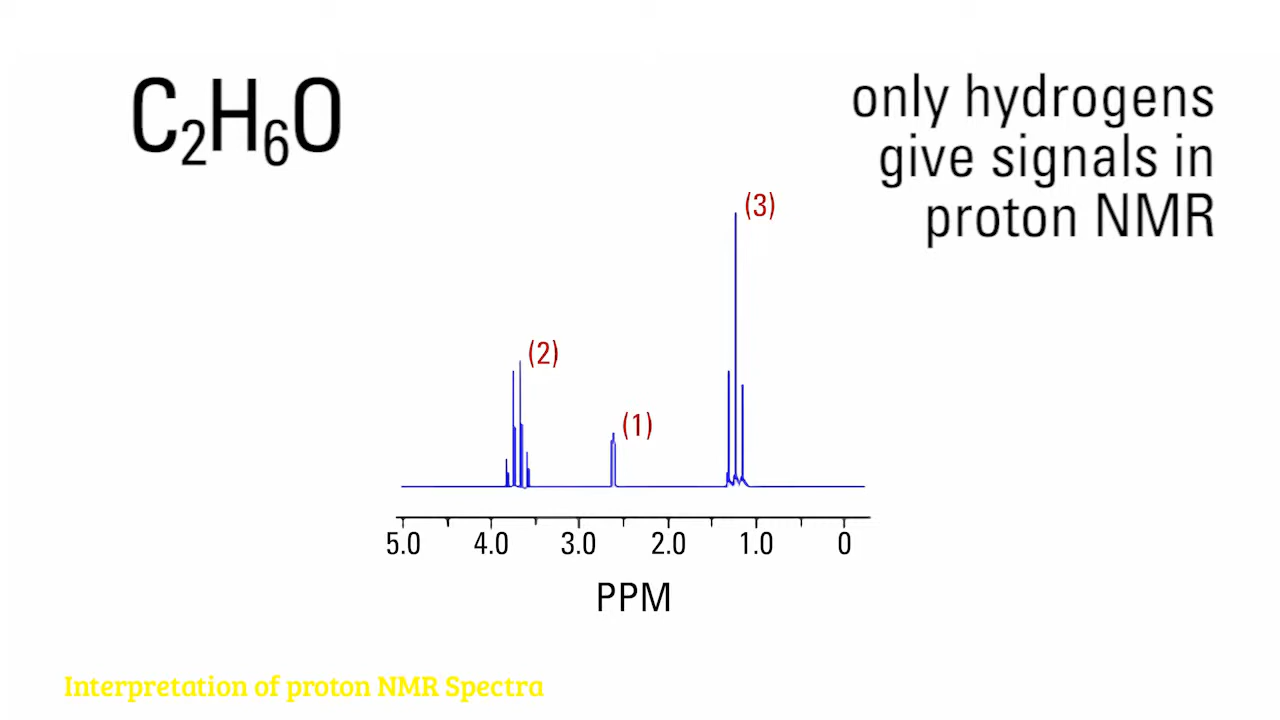 C₂H₆O
only hydrogens
give signals in
proton NMR
(3)
(2)
(1)
5.0 4.0 3.0 2.0 1.0 0
PPM
Interpretation of proton NMR Spectra